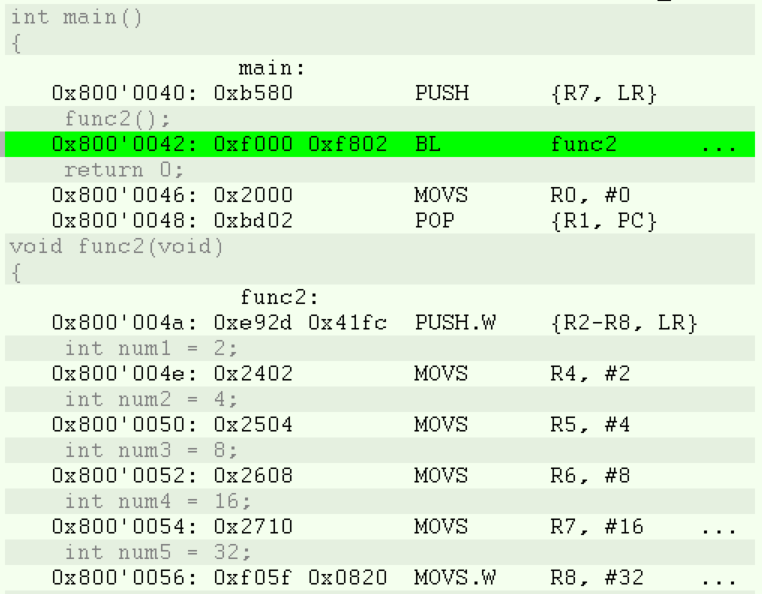 int main()
{
main:
0x800'0040: 0xb580 PUSH {R7, LR}
func2();
0x800'0042: 0xf000 0xf802 BL func2 ...
return 0;
0x800'0046: 0x2000 MOVS R0, #0
0x800'0048: 0xbd02 POP {R1, PC}
void func2(void)
{
func2:
0x800'004a: 0xe92d 0x41fc PUSH.W {R2-R8, LR}
int num1 = 2;
0x800'004e: 0x2402 MOVS R4, #2
int num2 = 4;
0x800'0050: 0x2504 MOVS R5, #4
int num3 = 8;
0x800'0052: 0x2608 MOVS R6, #8
int num4 = 16;
0x800'0054: 0x2710 MOVS R7, #16 ...
int num5 = 32;
0x800'0056: 0xf05f 0x0820 MOVS.W R8, #32 ...